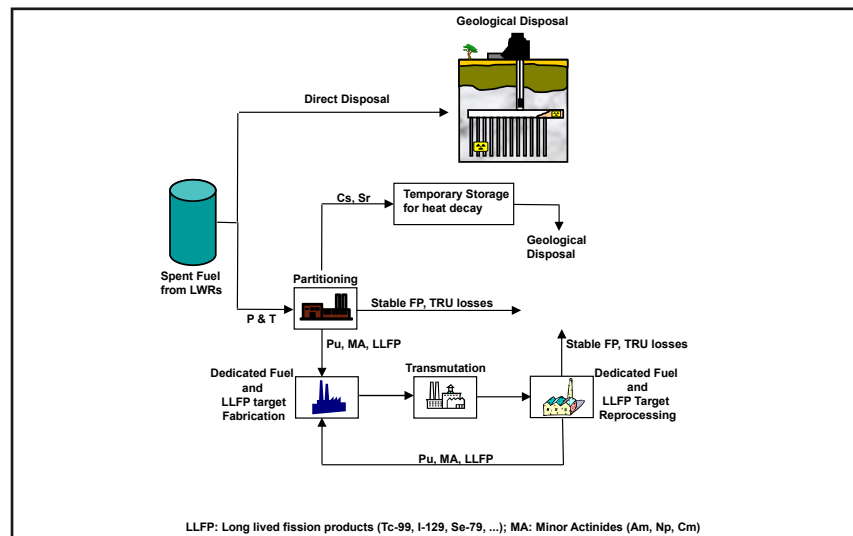 Geological Disposal
Direct Disposal
Cs, Sr
Temporary Storage
for heat decay
Geological
Disposal
Spent Fuel
from LWRs
Partitioning
P & T
Stable FP, TRU losses
Pu, MA, LLFP
Stable FP, TRU losses
Dedicated Fuel
and
LLFP target
Fabrication
Transmutation
Dedicated Fuel
and
LLFP Target
Reprocessing
Pu, MA, LLFP
LLFP: Long lived fission products (Tc-99, I-129, Se-79, ...); MA: Minor Actinides (Am, Np, Cm)